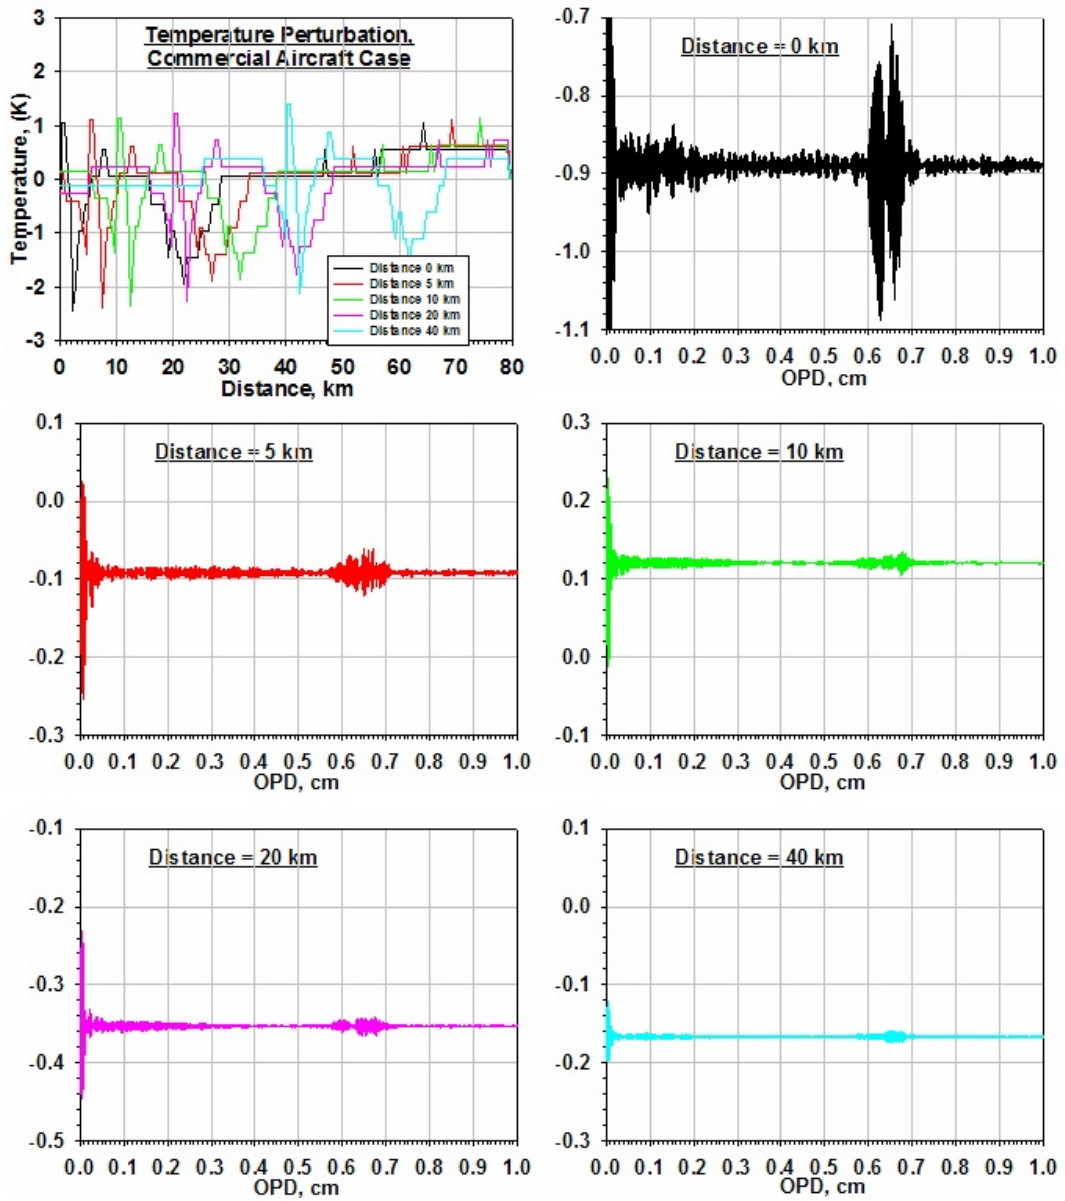 Temperature Perturbation,
Commercial Aircraft Case
Temperature, (K)
3
2
1
0
-1
-2
-3
Distance 0 km
Distance 5 km
Distance 10 km
Distance 20 km
Distance 40 km
0 10 20 30 40 50 60 70 80
Distance, km
Distance = 0 km
-0.7
-0.8
-0.9
-1.0
-1.1
0.0 0.1 0.2 0.3 0.4 0.5 0.6 0.7 0.8 0.9 1.0
OPD, cm
Distance = 5 km
0.1
0.0
-0.1
-0.2
-0.3
0.0 0.1 0.2 0.3 0.4 0.5 0.6 0.7 0.8 0.9 1.0
OPD, cm
Distance = 10 km
0.3
0.2
0.1
0.0
-0.1
0.0 0.1 0.2 0.3 0.4 0.5 0.6 0.7 0.8 0.9 1.0
OPD, cm
Distance = 20 km
-0.1
-0.2
-0.3
-0.4
-0.5
0.0 0.1 0.2 0.3 0.4 0.5 0.6 0.7 0.8 0.9 1.0
OPD, cm
Distance = 40 km
0.1
0.0
-0.1
-0.2
-0.3
0.0 0.1 0.2 0.3 0.4 0.5 0.6 0.7 0.8 0.9 1.0
OPD, cm